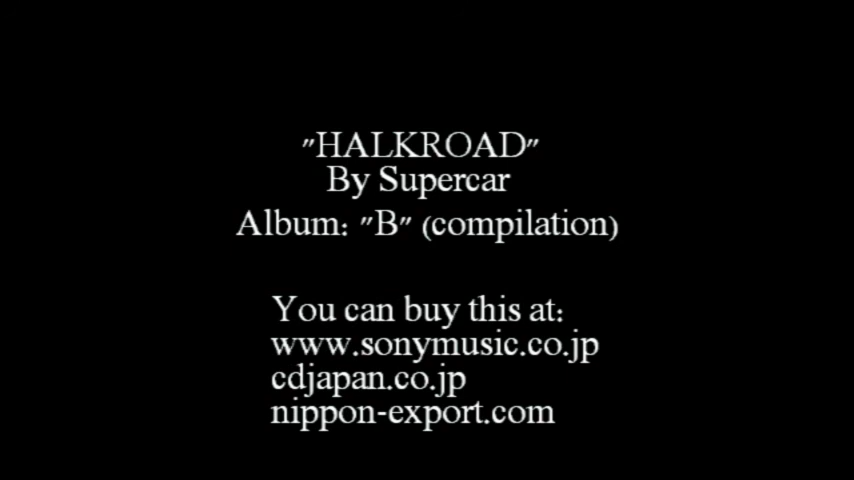 "HALKROAD"
By Supercar
Album: "B" (compilation)
You can buy this at:
www.sonymusic.co.jp
cdjapan.co.jp
nippon-export.com